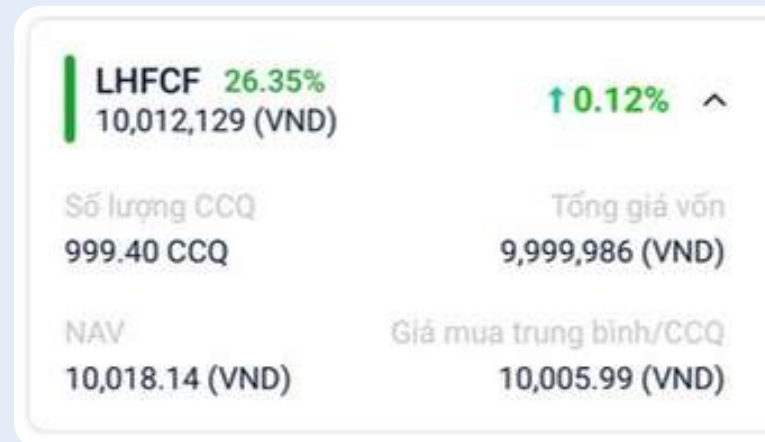 LHFCF 26.35%
10,012,129 (VND)
↑ 0.12%
Số lượng CCQ
Tổng giá vốn
999.40 CCQ
9,999,986 (VND)
NAV
Giá mua trung bình/CCQ
10,018.14 (VND)
10,005.99 (VND)